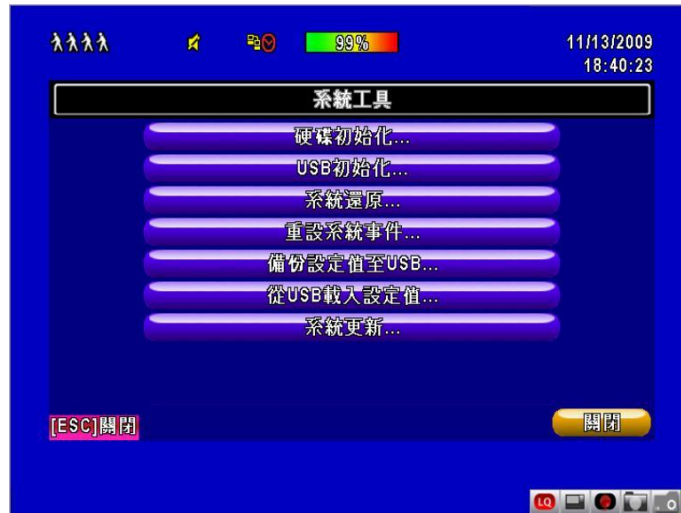 99%
11/13/2009
18:40:23
系統工具
硬碟初始化...
USB初始化...
系統還原...
重設系統事件...
備份設定值至USB...
從USB載入設定值...
系統更新...
[ESC]關閉
關閉
LQ